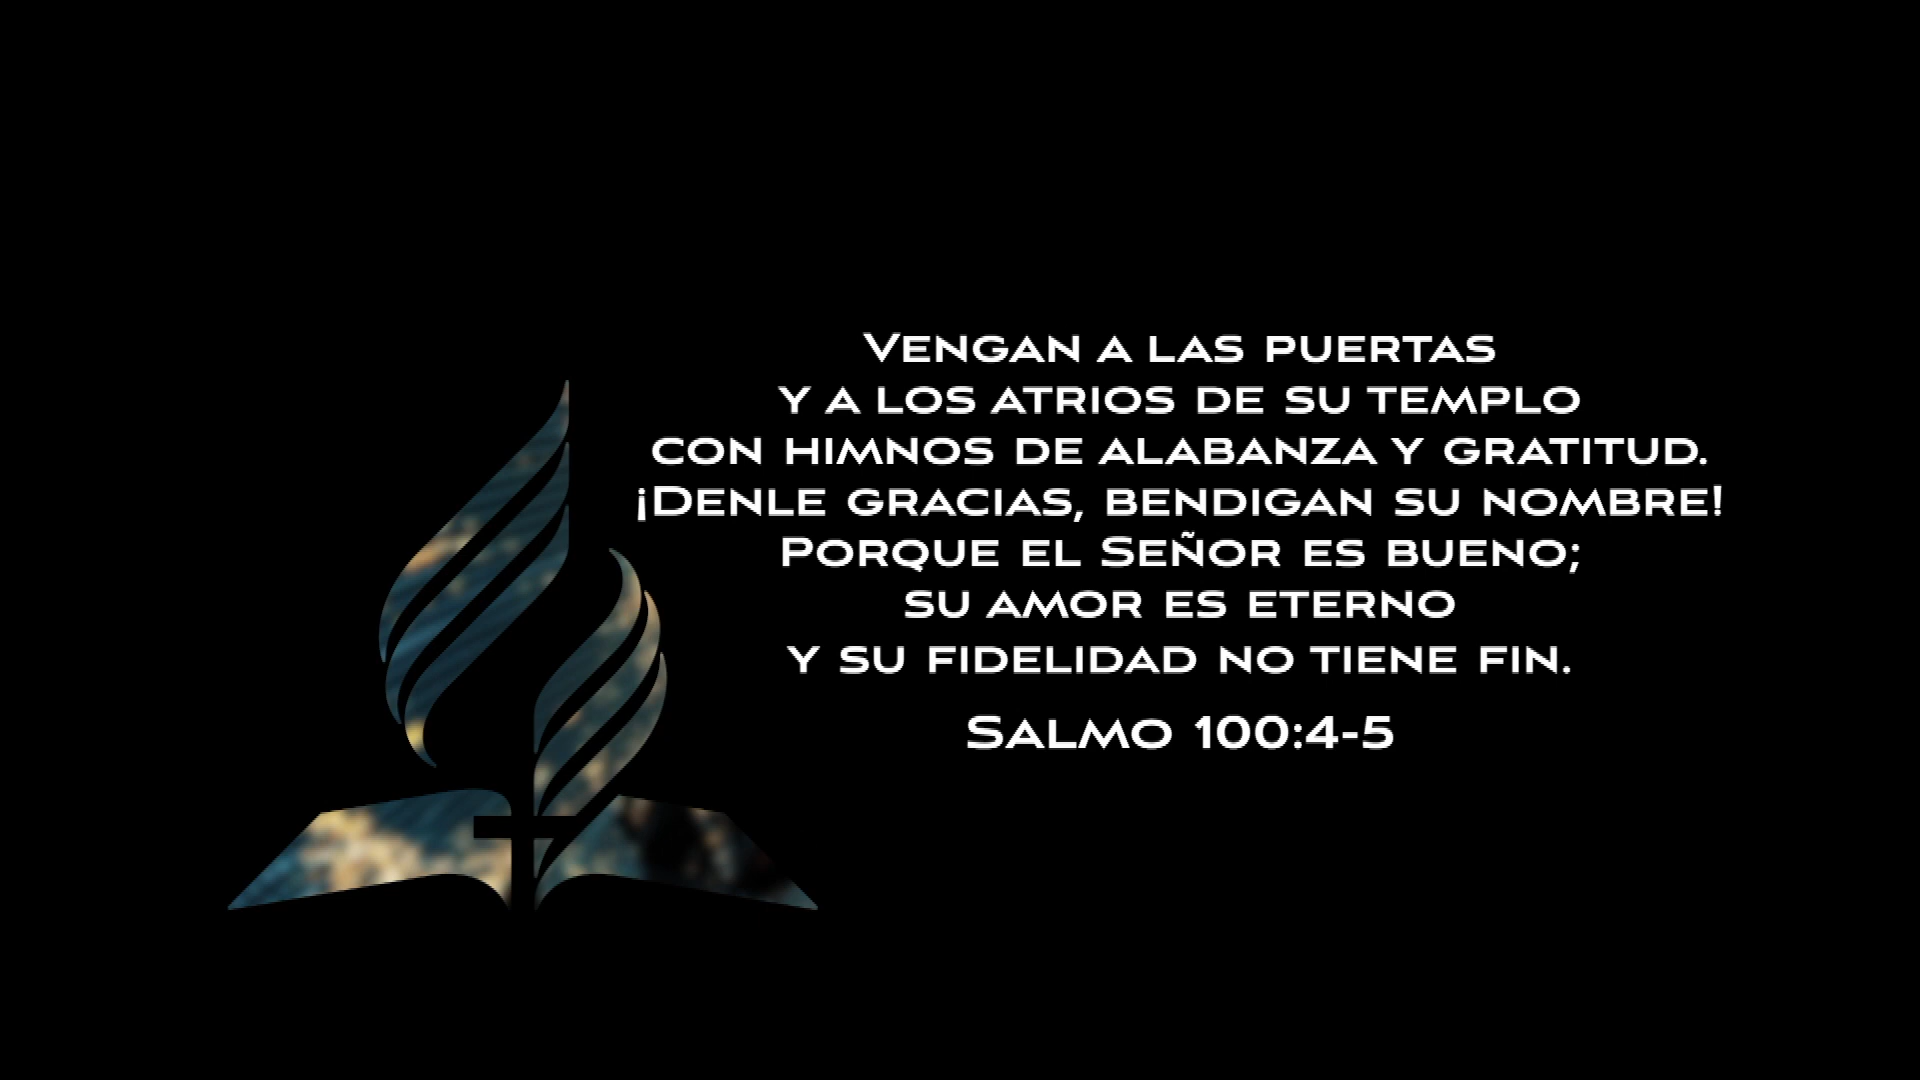 Vengan a las puertas
y a los atrios de su templo
con himnos de alabanza y gratitud.
¡Denle gracias, bendigan su nombre!
Porque el Señor es bueno;
su amor es eterno
y su fidelidad no tiene fin.
Salmo 100:4-5